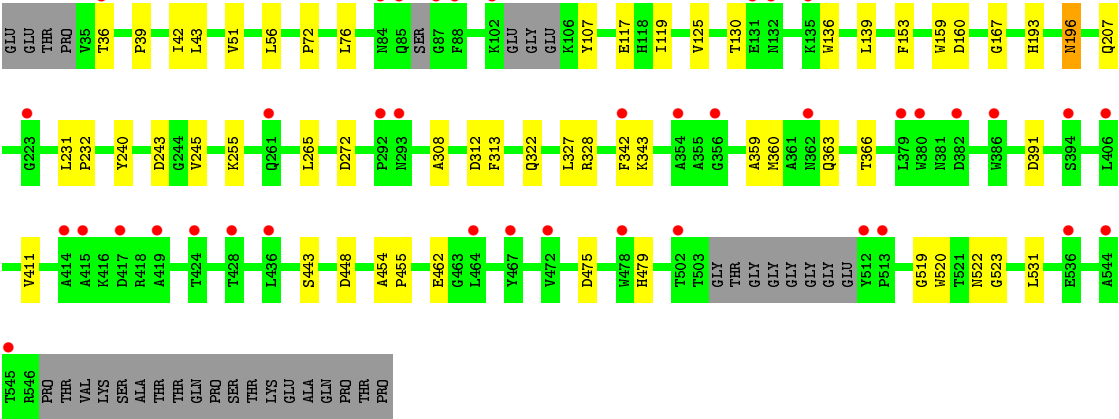 GLU GLU THR PRO V35 T36 P39 I42 L43 V51 L56 P72 L76 N84 Q85 SER G87 F88 K102 GLU GLY GLU K106 Y107 E117 H118 I119 V125 T130 E131 N132 K135 W136 L139 F153 W159 D160 G167 H193 N196 Q207
G223 L231 P232 Y240 D243 G244 V245 K255 Q261 L265 D272 P292 N293 A308 D312 F313 Q322 L327 R328 F342 K343 A354 A355 G356 A359 M360 A361 N362 Q363 T366 L379 W380 N381 D382 W386 D391 S394 L406
V411 A414 A415 K416 D417 R418 A419 T424 T428 L436 S443 D448 A454 P455 E462 G463 L464 Y467 V472 D475 W478 H479 T502 T503 GLY THR GLY GLY GLY GLY GLY GLU Y512 P513 G519 W520 T521 N522 G523 L531 E536 A544
T545 R546 PRO THR VAL LYS SER ALA THR THR GLN PRO SER THR LYS GLU ALA GLN PRO THR PRO